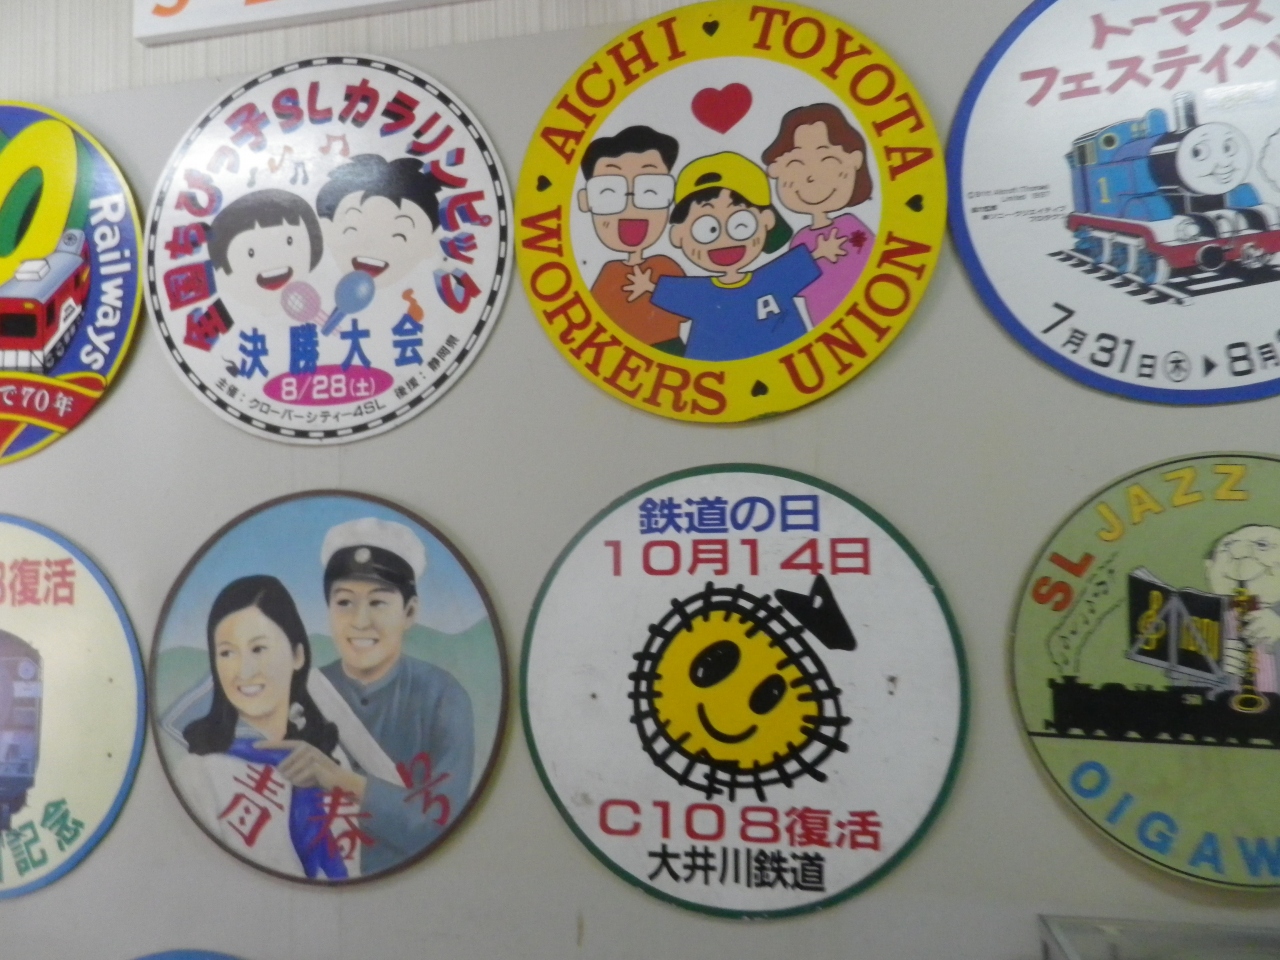 Railways
で70年
全国ちびっ子SLカラリンピック
決勝大会
8/28(土)
主催：クローバーシティー4SL 後援：静岡県
AICHI TOYOTA
WORKERS UNION
A
トーマス
フェスティバ
1
7月31日(木)▶8月
復活
記念
青春号
鉄道の日
10月14日
C108復活
大井川鉄道
SL JAZZ
OIGAW